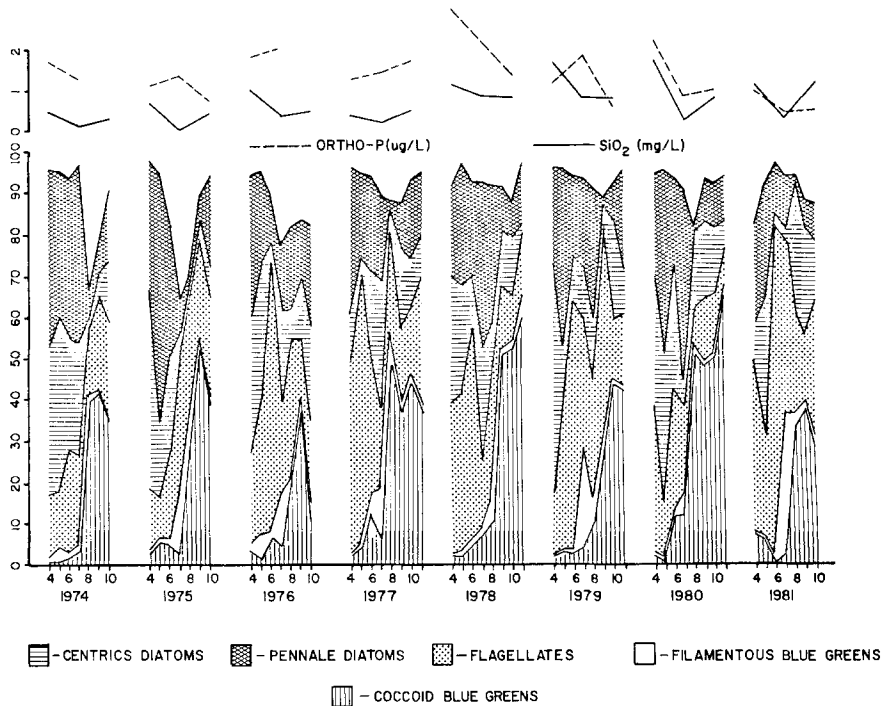 2
1
0
--- ORTHO-P(ug/L) — SiO₂ (mg/L)
100
90
80
70
60
50
40
30
20
10
0
4 6 8 10 4 6 8 10 4 6 8 10 4 6 8 10 4 6 8 10 4 6 8 10 4 6 8 10 4 6 8 10
1974 1975 1976 1977 1978 1979 1980 1981
- CENTRICS DIATOMS - PENNALE DIATOMS - FLAGELLATES - FILAMENTOUS BLUE GREENS
- COCCOID BLUE GREENS